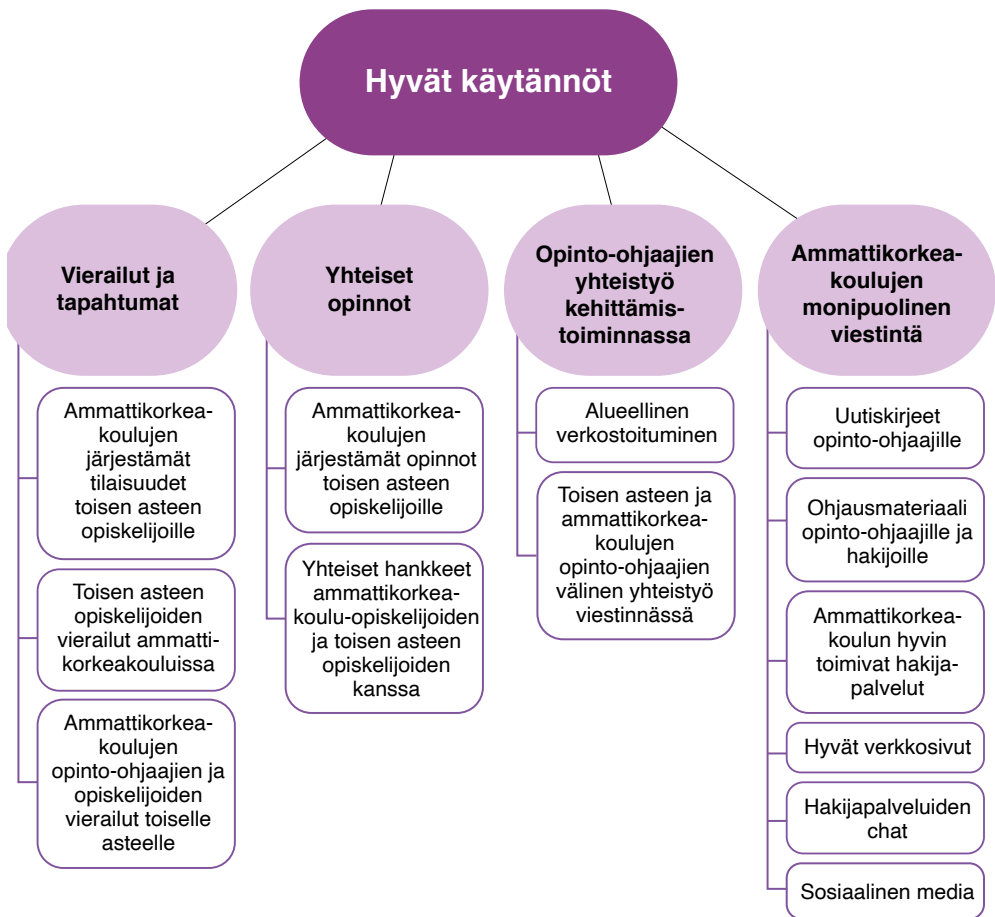 Hyvät käytännöt
Vierailut ja
tapahtumat
Ammattikorkea-
koulujen
järjestämät
tilaisuudet
toisen asteen
opiskelijoille
Toisen asteen
opiskelijoiden
vierailut ammatti-
korkeakouluissa
Ammattikorkea-
koulujen
opinto-ohjaajien ja
opiskelijoiden
vierailut toiselle
asteelle
Yhteiset
opinnot
Ammattikorkea-
koulujen
järjestämät opinnot
toisen asteen
opiskelijoille
Yhteiset hankkeet
ammattikorkea-
koulu-opiskelijoiden
ja toisen asteen
opiskelijoiden
kanssa
Opinto-ohjaajien
yhteistyö
kehittämis-
toiminnassa
Alueellinen
verkostoituminen
Toisen asteen ja
ammattikorkea-
koulujen
opinto-ohjaajien
välinen yhteistyö
viestinnässä
Ammattikorkea-
koulujen
monipuolinen
viestintä
Uutiskirjeet
opinto-ohjaajille
Ohjausmateriaali
opinto-ohjaajille ja
hakijoille
Ammattikorkea-
koulun hyvin
toimivat hakija-
palvelut
Hyvät verkkosivut
Hakijapalveluiden
chat
Sosiaalinen media